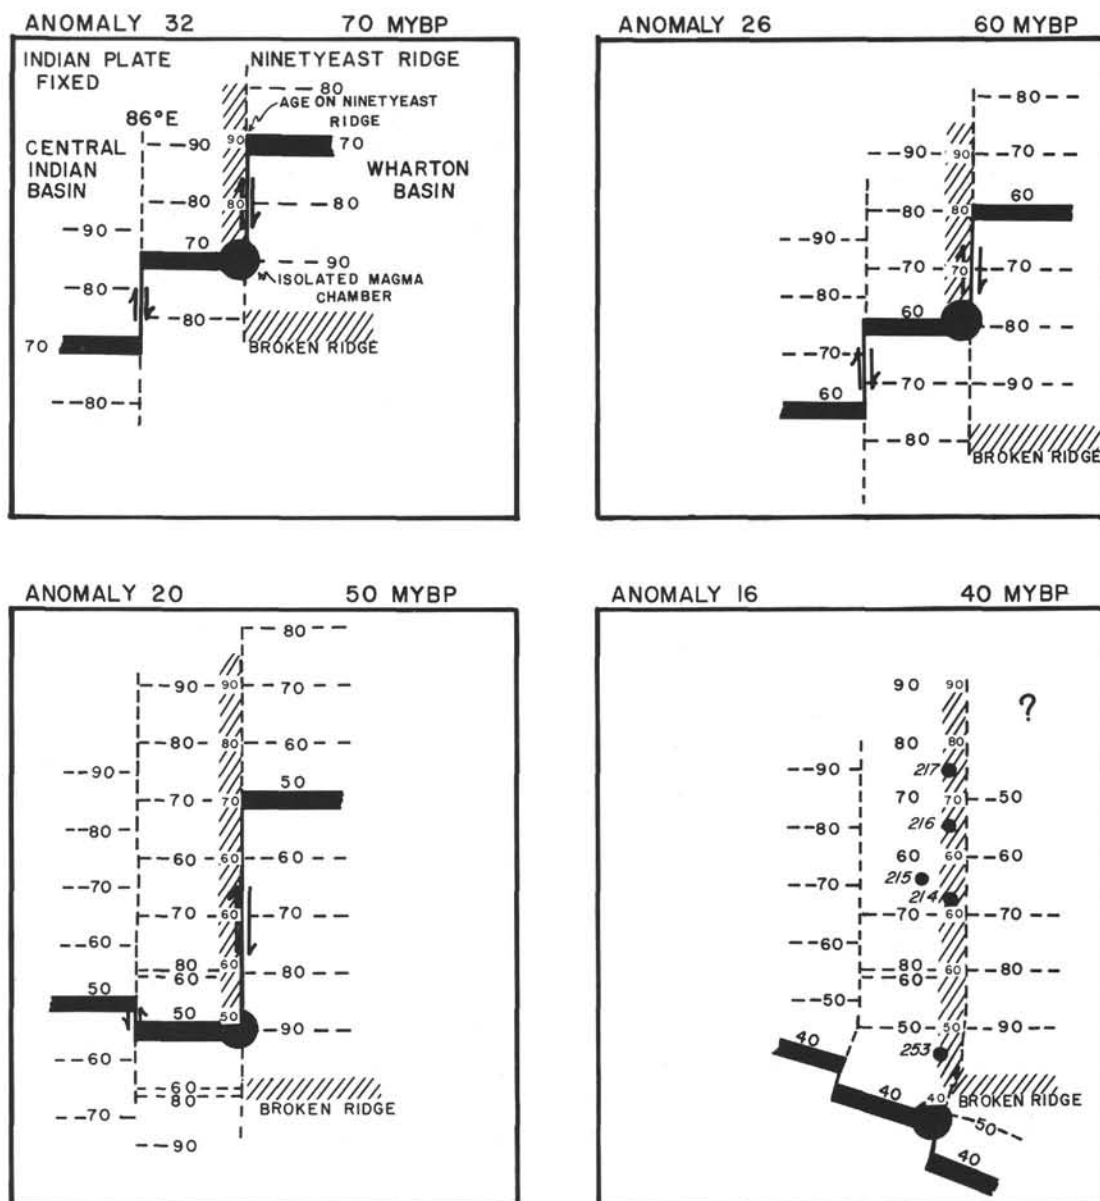 ANOMALY 32 70 MYBP
INDIAN PLATE FIXED
NINETYEAST RIDGE
80
AGE ON NINETYEAST RIDGE
86°E
90 90 70
CENTRAL INDIAN BASIN
WHARTON BASIN
80 80 80
90
70
90
ISOLATED MAGMA CHAMBER
80
80
70
BROKEN RIDGE
80
ANOMALY 26 60 MYBP
80
90 90 70
60
80 80
90
70 70 70
80
60
80
70
70 90
60
80
BROKEN RIDGE
ANOMALY 20 50 MYBP
80
90 90 70
80 80 60
90
50
70 70
80
60 60 60
70
70 60 70
60
80 60 80
60
50
50 50 90
60
60
80
BROKEN RIDGE
70
90
ANOMALY 16 40 MYBP
90 90
?
80 80
90
217
70 70 50
80
216
60 60 60
70
215
214
70 60 70
60
80 60 80
60
50
50 50 90
40
253
40 40
BROKEN RIDGE
50
40